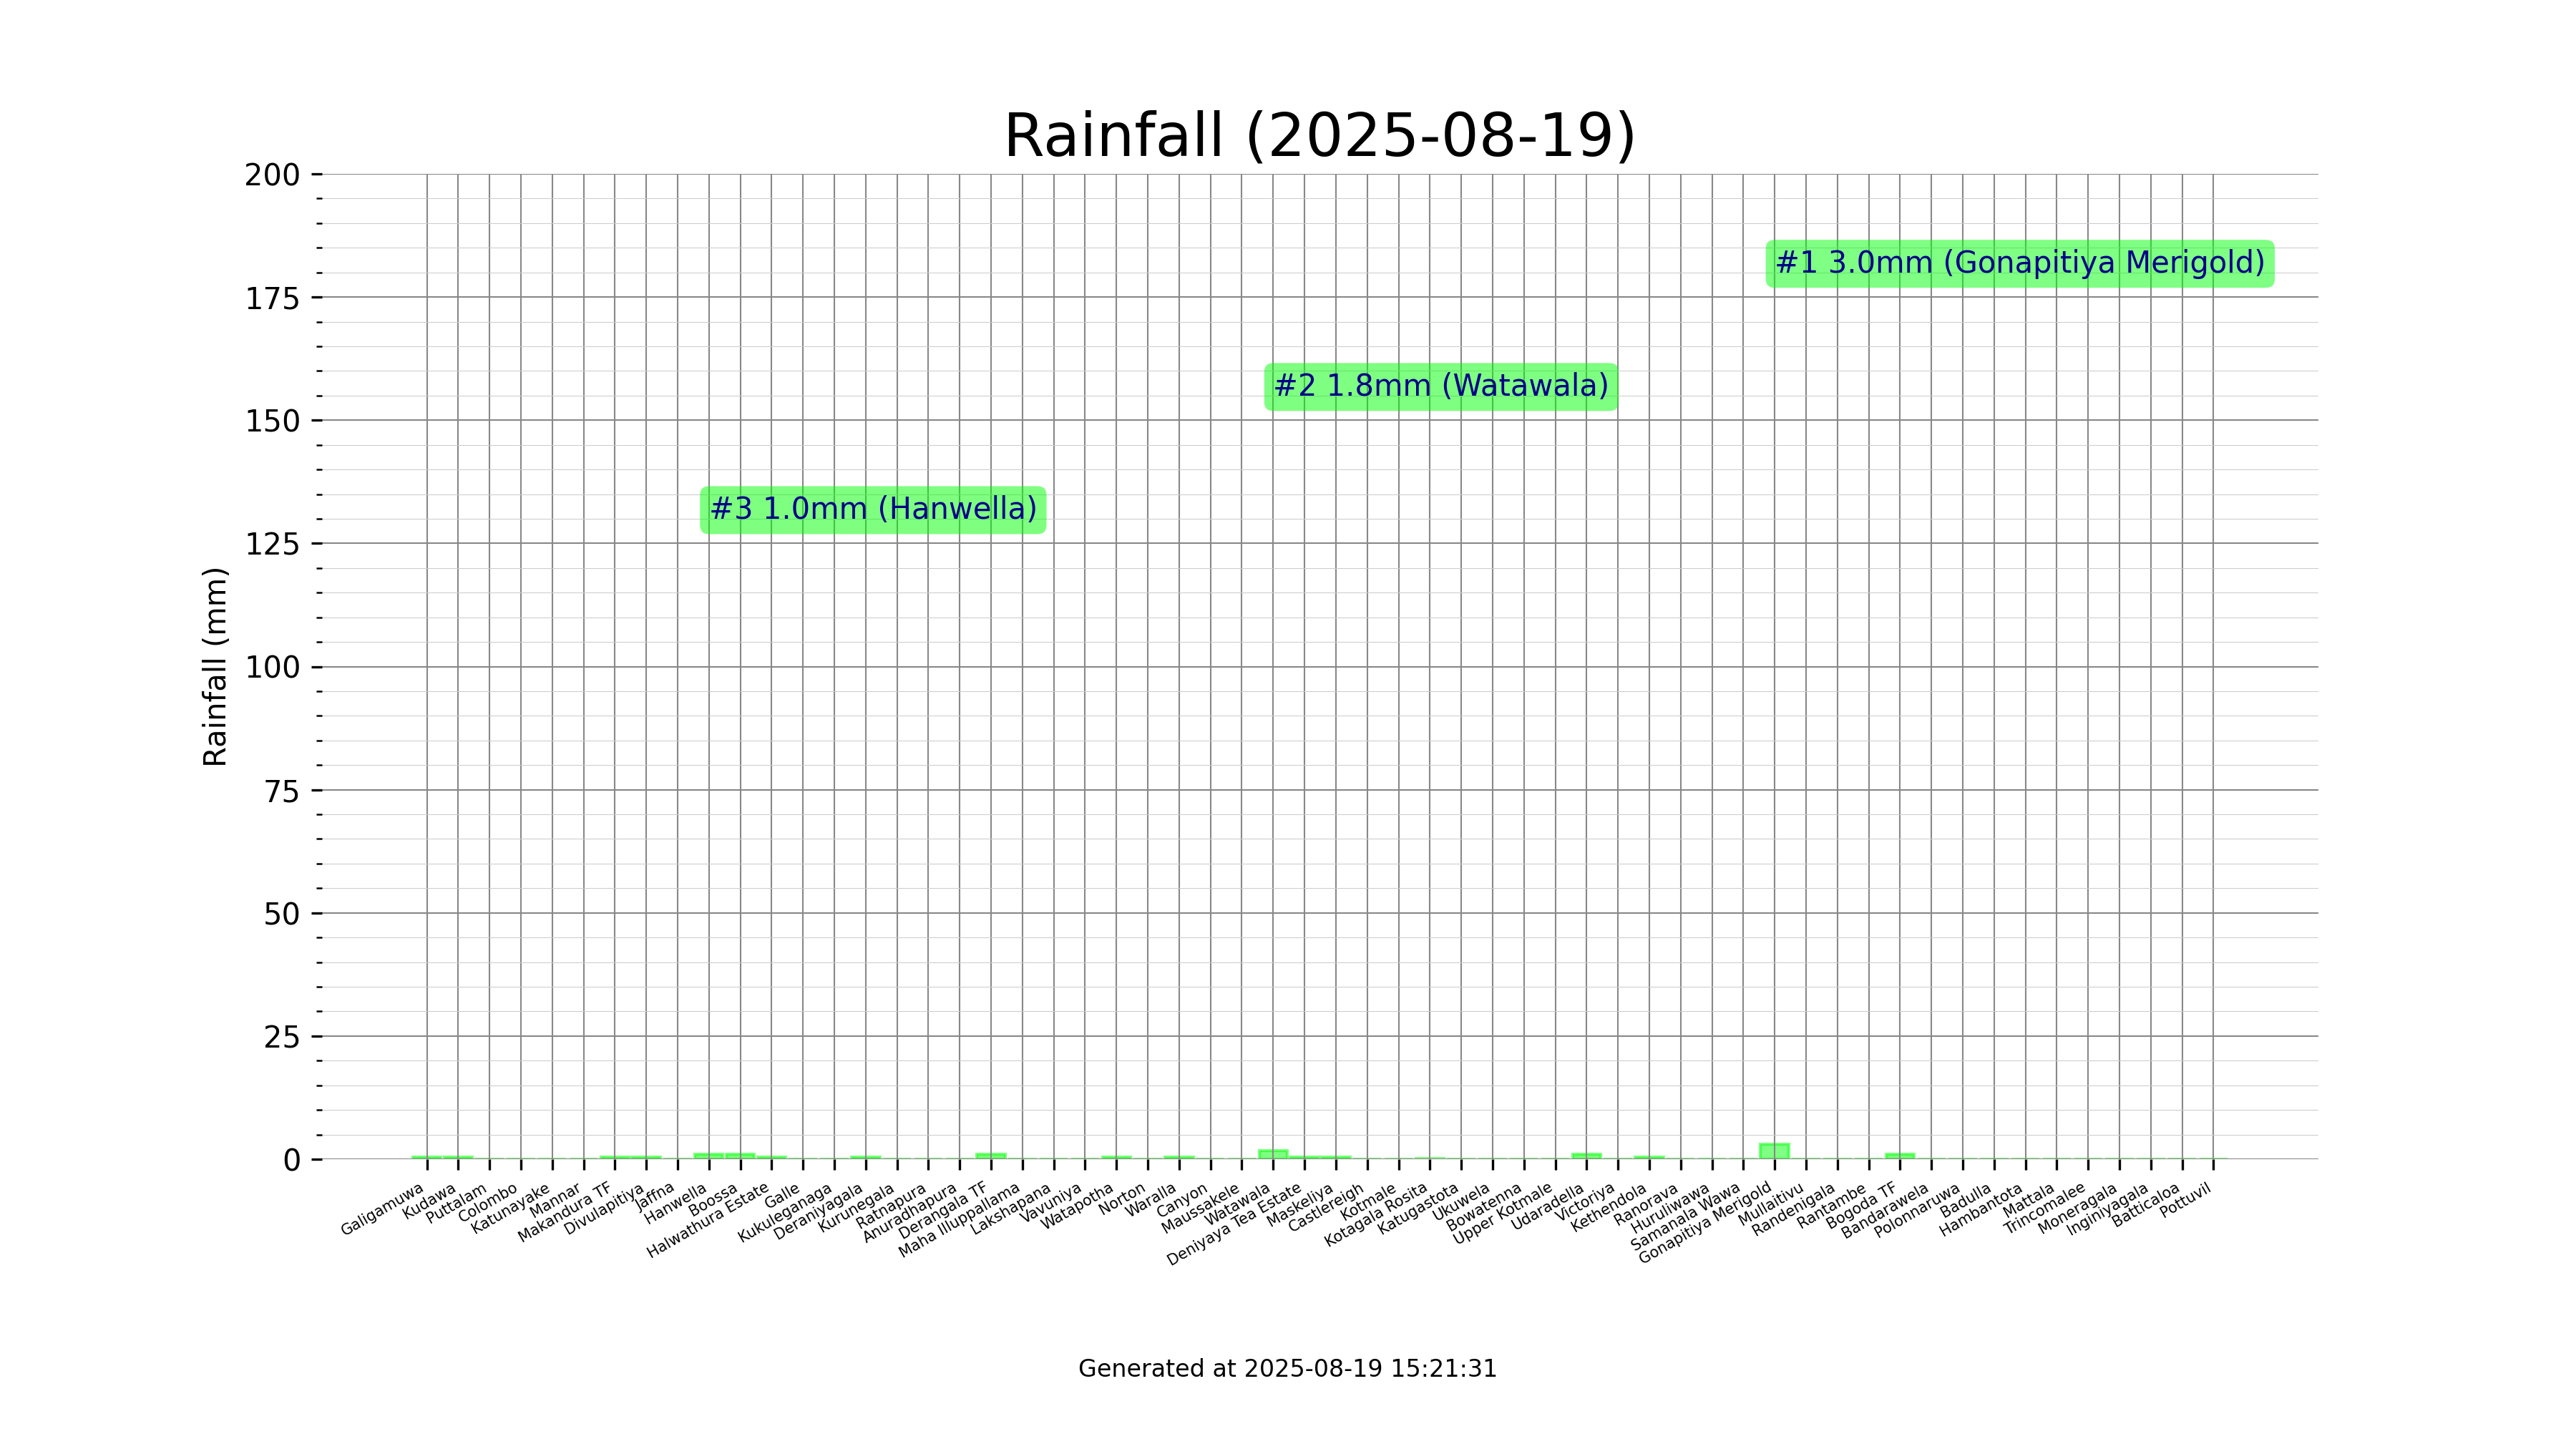 Rainfall (2025-08-19)
Rainfall (mm)
200
175
150
125
100
75
50
25
0
#1 3.0mm (Gonapitiya Merigold)
#2 1.8mm (Watawala)
#3 1.0mm (Hanwella)
Galigamuwa
Kudawa
Puttalam
Colombo
Katunayake
Mannar
Makandura TF
Divulapitiya
Jaffna
Hanwella
Boossa
Halwathura Estate
Galle
Kukuleganaga
Deraniyagala
Kurunegala
Ratnapura
Anuradhapura
Derangala TF
Maha Illuppallama
Lakshapana
Vavuniya
Watapotha
Norton
Waralla
Canyon
Maussakele
Watawala
Deniyaya Tea Estate
Maskeliya
Castlereigh
Kotmale
Kotagala Rosita
Katugastota
Ukuwela
Bowatenna
Upper Kotmale
Udaradella
Victoriya
Kethendola
Ranorava
Huruliwawa
Samanala Wawa
Gonapitiya Merigold
Mullaitivu
Randenigala
Rantambe
Bogoda TF
Bandarawela
Polonnaruwa
Badulla
Hambantota
Mattala
Trincomalee
Moneragala
Inginiyagala
Batticaloa
Pottuvil
Generated at 2025-08-19 15:21:31